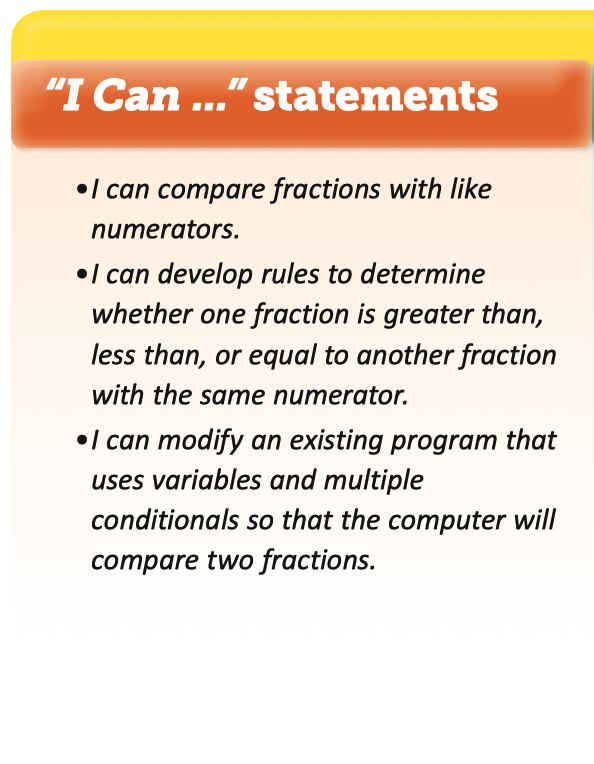 “I Can ...” statements
•I can compare fractions with like
numerators.
•I can develop rules to determine
whether one fraction is greater than,
less than, or equal to another fraction
with the same numerator.
•I can modify an existing program that
uses variables and multiple
conditionals so that the computer will
compare two fractions.